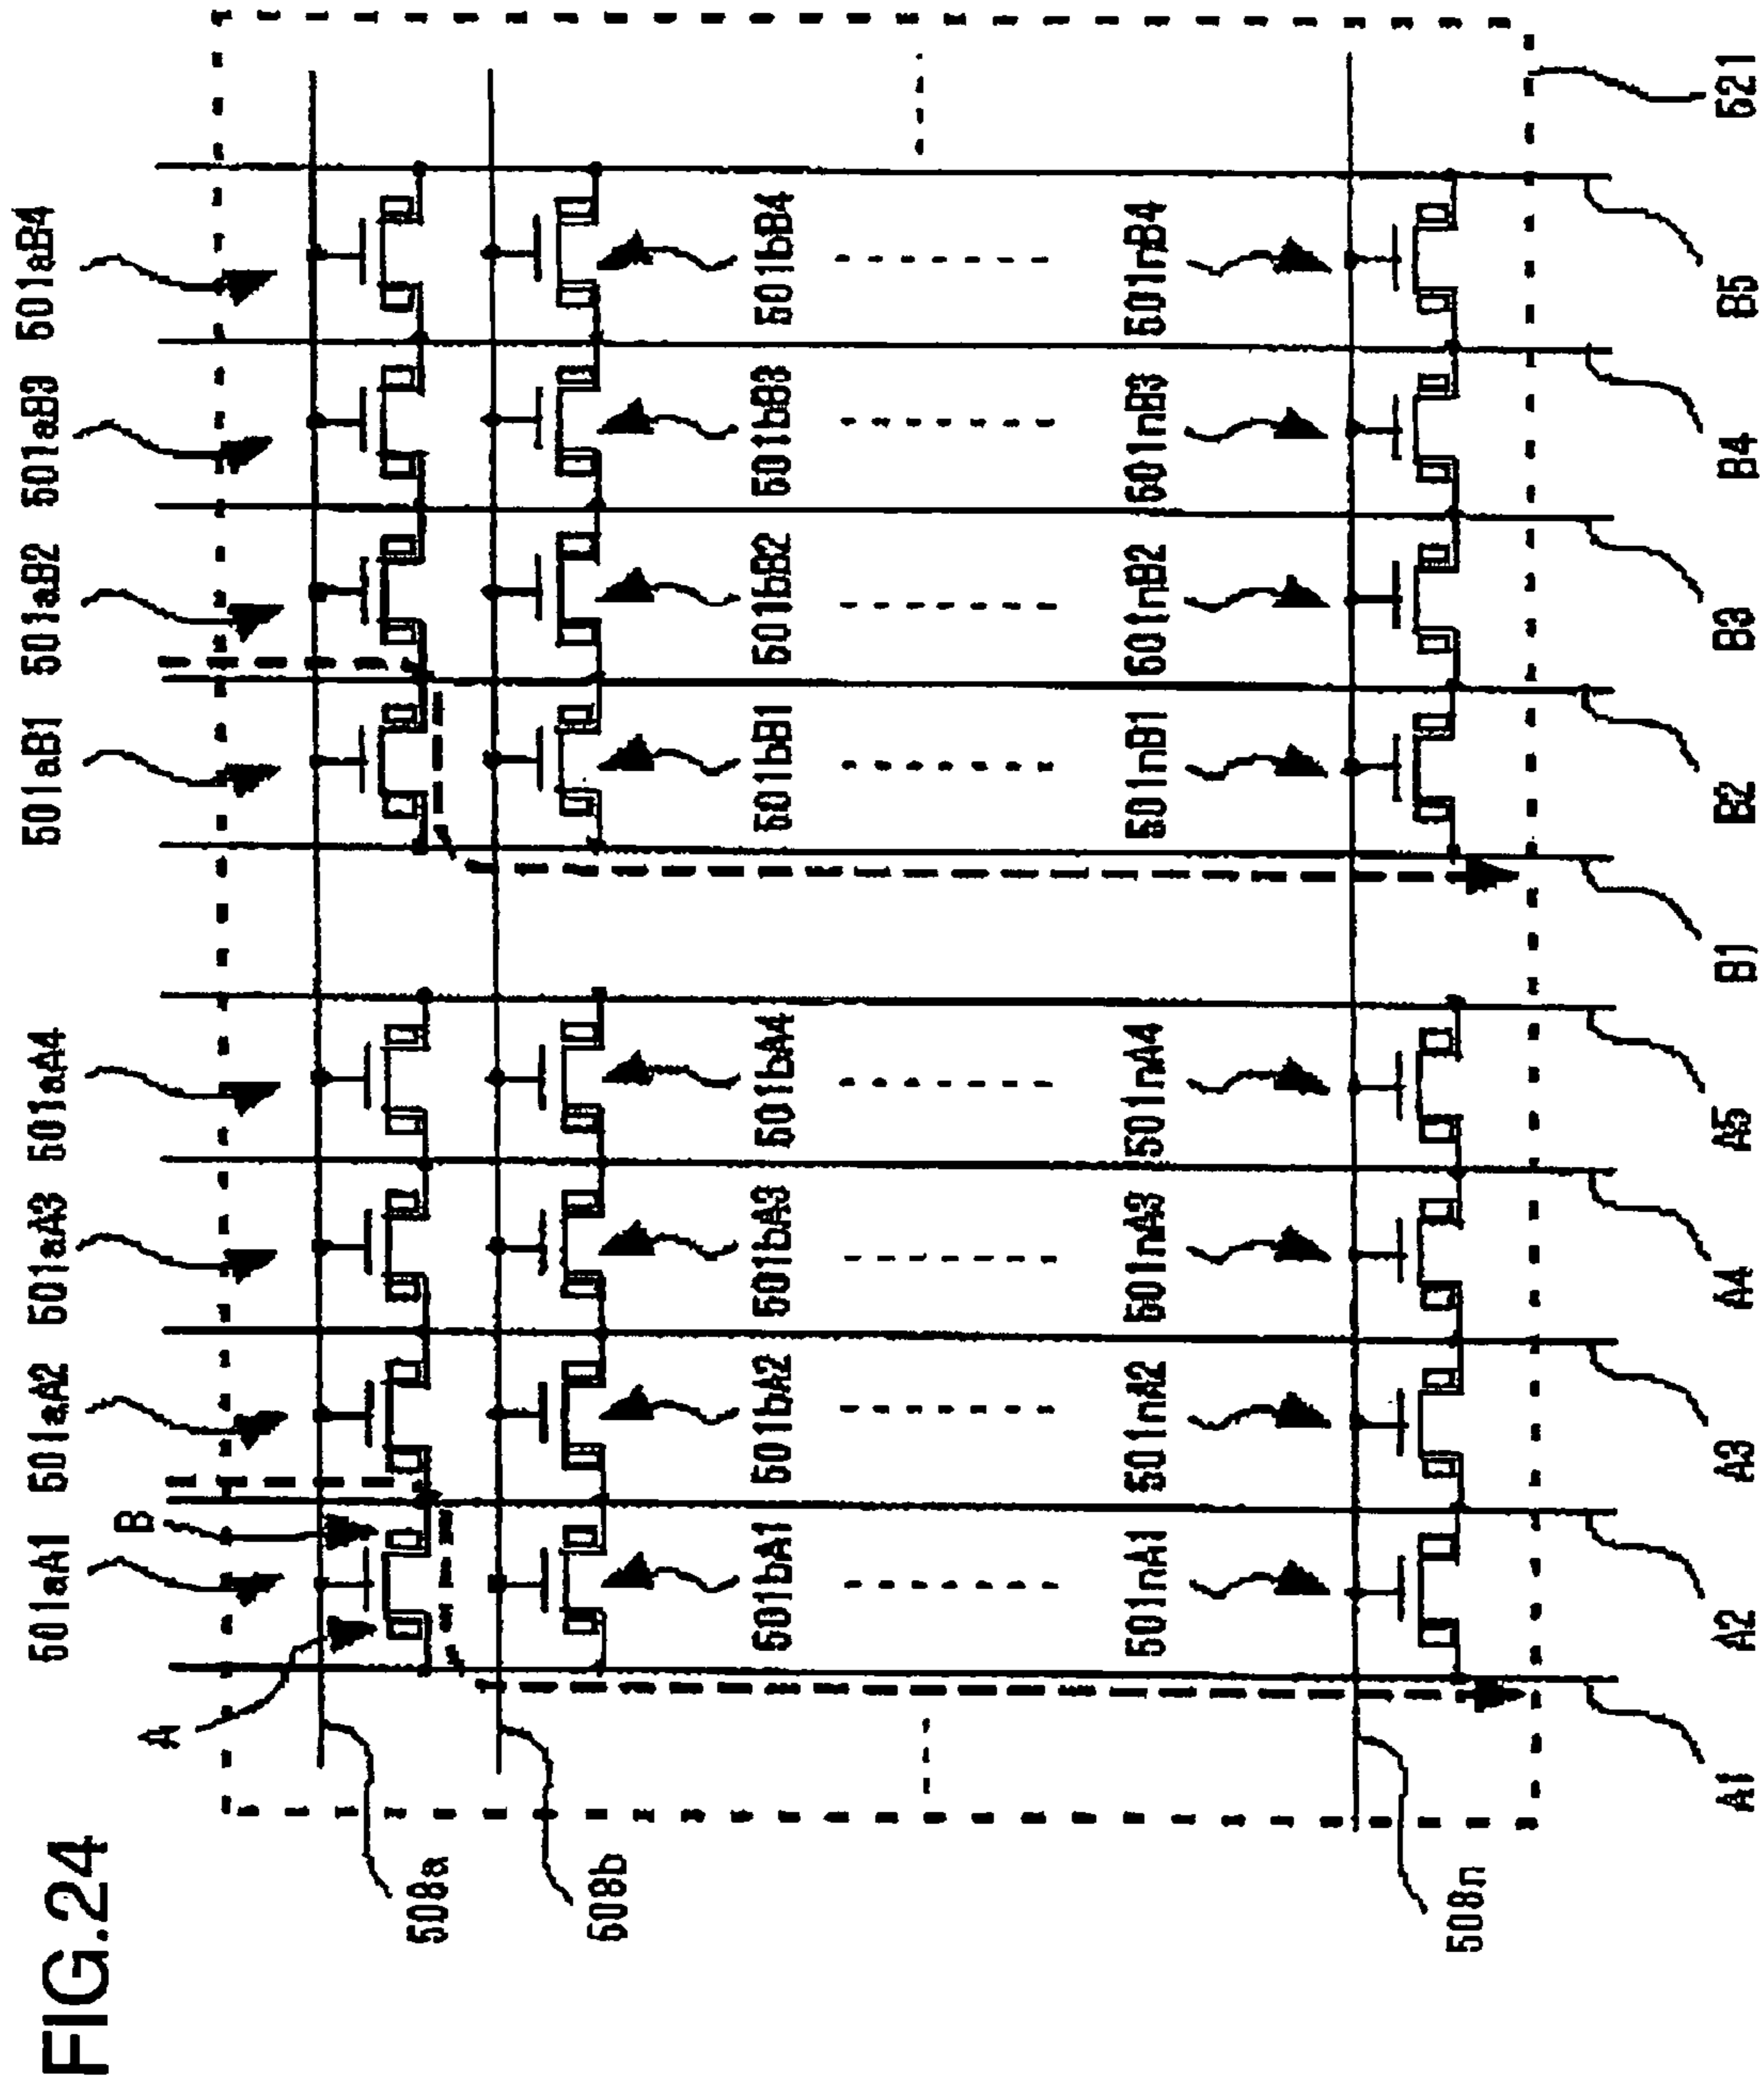 FIG.24
501aA1 501aA2 501aA3 501aA4 501aB1 501aB2 501aB3 501aB4
B
A
508a
508b
501bA1 501bA2 501bA3 501bA4 501bB1 501bB2 501bB3 501bB4
501nA1 501nA2 501nA3 501nA4 501nB1 501nB2 501nB3 501nB4
508n
A1 A2 A3 A4 A5 B1 B2 B3 B4 B5 521